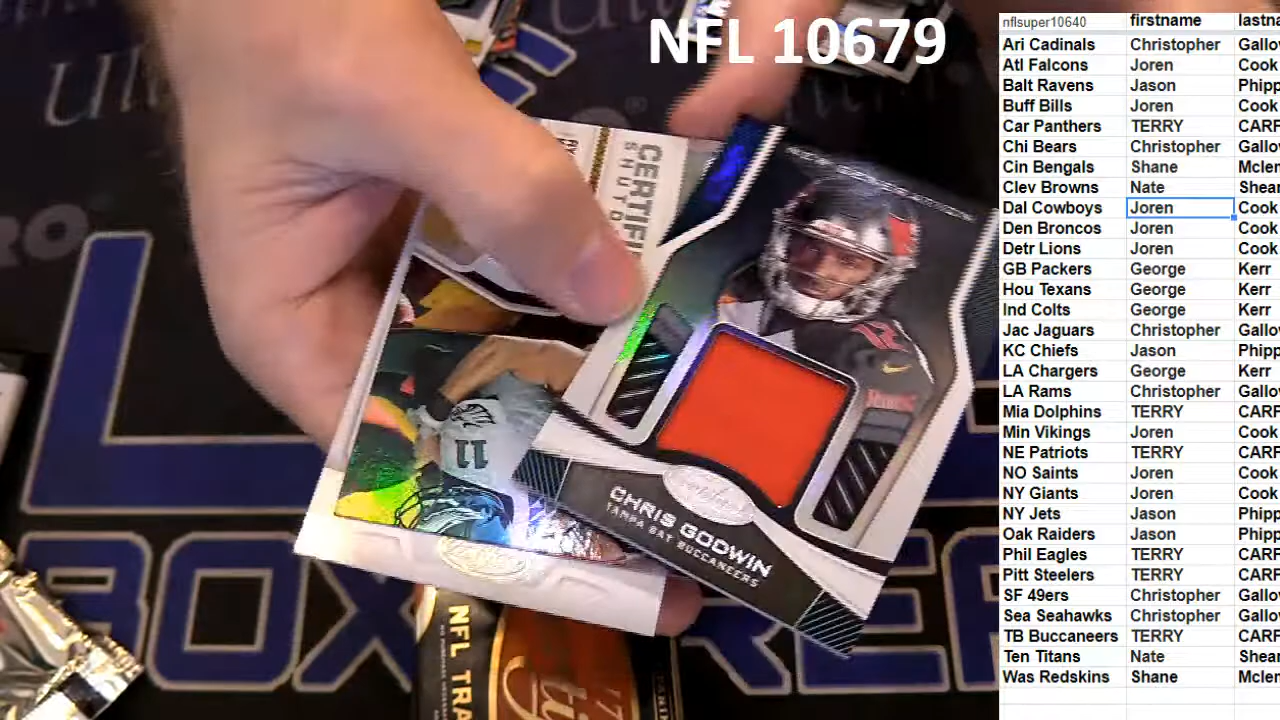 NFL 10679
nflsuper10640 firstname lastna
Ari Cadinals Christopher Gallo
Atl Falcons Joren Cook
Balt Ravens Jason Phipp
Buff Bills Joren Cook
Car Panthers TERRY CARF
Chi Bears Christopher Gallo
Cin Bengals Shane Mclen
Clev Browns Nate Shear
Dal Cowboys Joren Cook
Den Broncos Joren Cook
Detr Lions Joren Cook
GB Packers George Kerr
Hou Texans George Kerr
Ind Colts George Kerr
Jac Jaguars Christopher Gallo
KC Chiefs Jason Phipp
LA Chargers George Kerr
LA Rams Christopher Gallo
Mia Dolphins TERRY CARF
Min Vikings Joren Cook
NE Patriots TERRY CARF
NO Saints Joren Cook
NY Giants Joren Cook
NY Jets Jason Phipp
Oak Raiders Jason Phipp
Phil Eagles TERRY CARF
Pitt Steelers TERRY CARF
SF 49ers Christopher Gallo
Sea Seahawks Christopher Gallo
TB Buccaneers TERRY CARF
Ten Titans Nate Shear
Was Redskins Shane Mclen
CERTIFI
SHUTO
12
11
CHRIS GODWIN
TAMPA BAY BUCCANEERS
NFL TRA
BOX